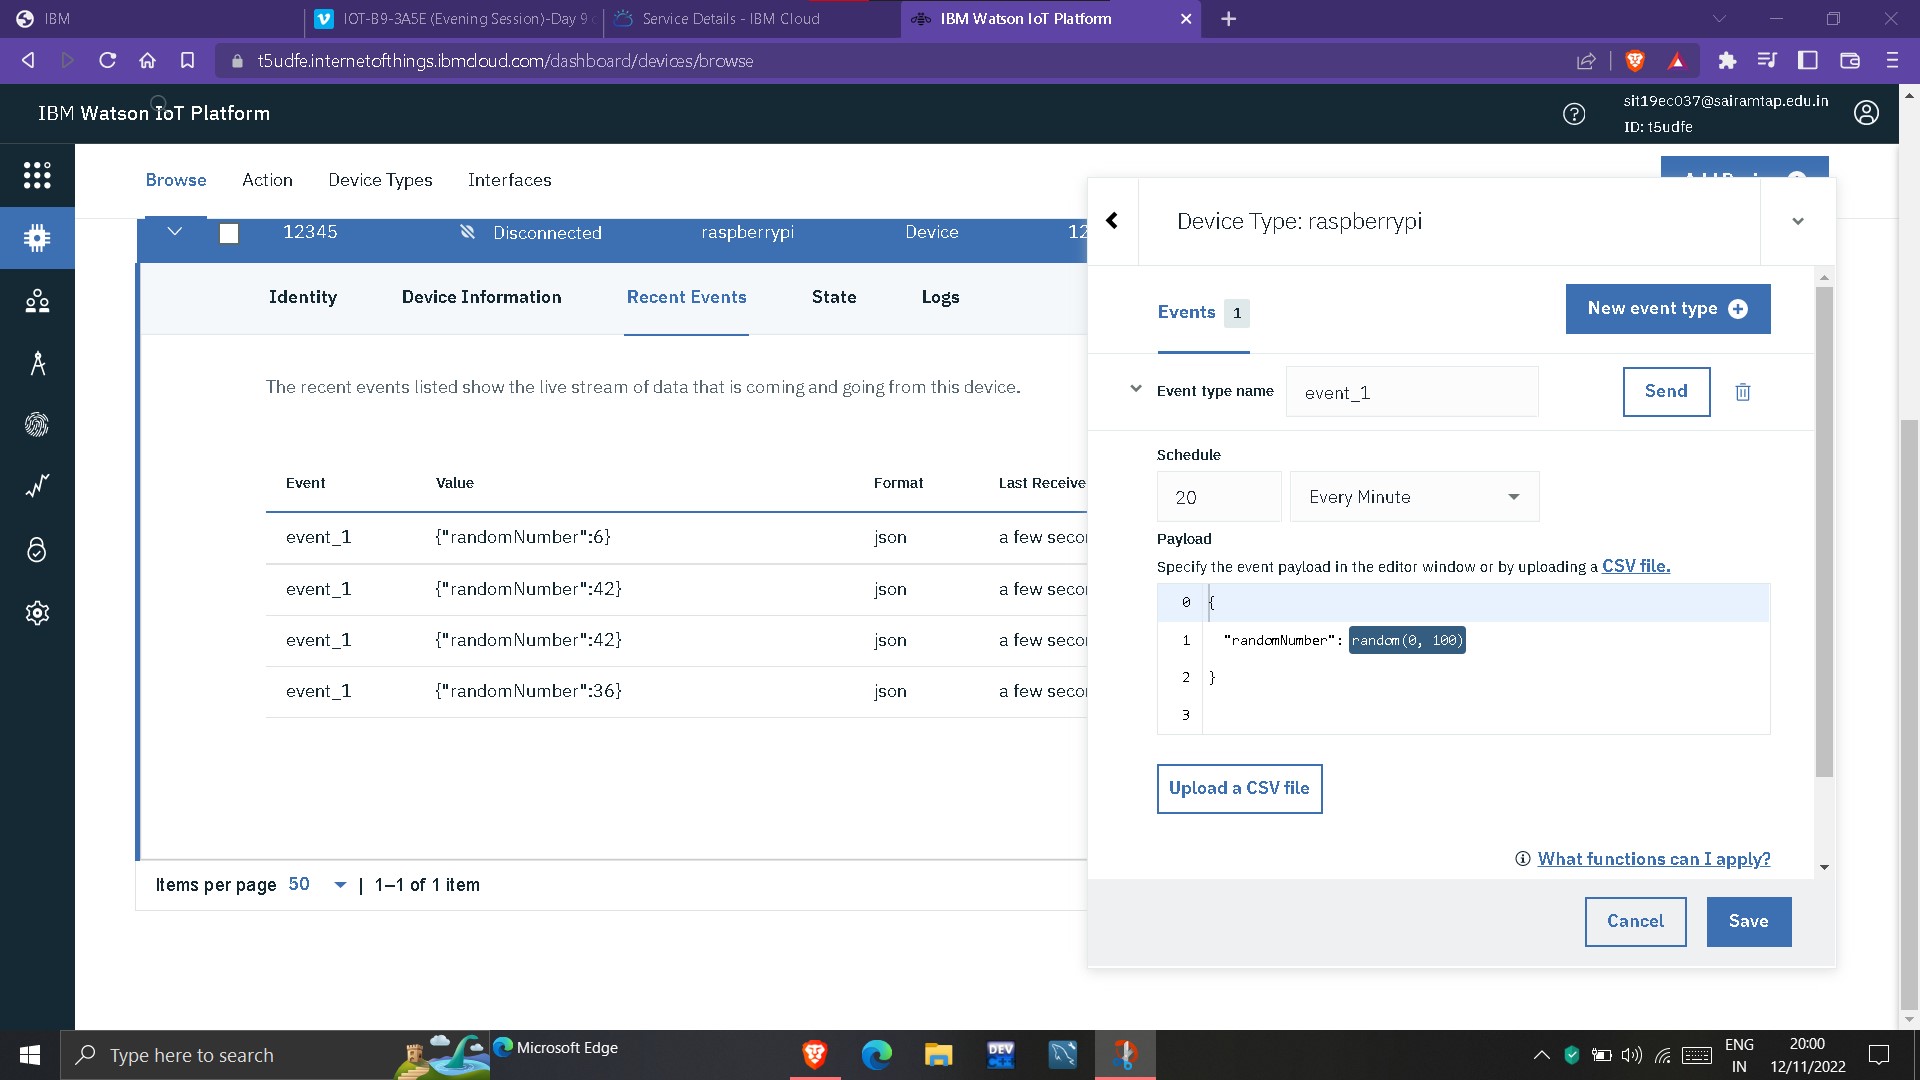 IBM
IOT-B9-3A5E (Evening Session)-Day 9
Service Details - IBM Cloud
IBM Watson IoT Platform
t5udfe.internetofthings.ibmcloud.com/dashboard/devices/browse
IBM Watson IoT Platform
sit19ec037@sairamtap.edu.in
ID: t5udfe
Browse
Action
Device Types
Interfaces
12345
Disconnected
raspberrypi
Device
12
Identity
Device Information
Recent Events
State
Logs
The recent events listed show the live stream of data that is coming and going from this device.
Event
Value
Format
Last Receive
event_1
{"randomNumber":6}
json
a few seco
event_1
{"randomNumber":42}
json
a few seco
event_1
{"randomNumber":42}
json
a few seco
event_1
{"randomNumber":36}
json
a few seco
Items per page 50 | 1–1 of 1 item
Device Type: raspberrypi
Events 1
New event type
Event type name
event_1
Send
Schedule
20
Every Minute
Payload
Specify the event payload in the editor window or by uploading a CSV file.
0 {
1 "randomNumber": random(0, 100)
2 }
3
Upload a CSV file
What functions can I apply?
Cancel
Save
Type here to search
Microsoft Edge
DEV
C++
ENG
IN
20:00
12/11/2022